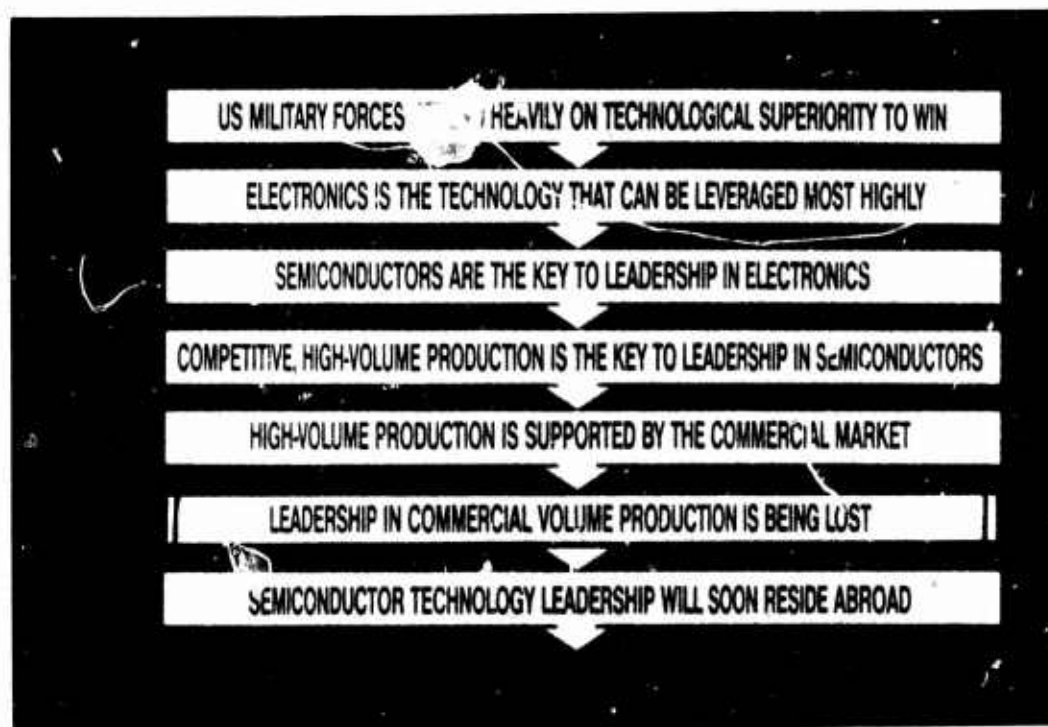 US MILITARY FORCES HEAVILY ON TECHNOLOGICAL SUPERIORITY TO WIN
ELECTRONICS IS THE TECHNOLOGY THAT CAN BE LEVERAGED MOST HIGHLY
SEMICONDUCTORS ARE THE KEY TO LEADERSHIP IN ELECTRONICS
COMPETITIVE, HIGH-VOLUME PRODUCTION IS THE KEY TO LEADERSHIP IN SEMICONDUCTORS
HIGH-VOLUME PRODUCTION IS SUPPORTED BY THE COMMERCIAL MARKET
LEADERSHIP IN COMMERCIAL VOLUME PRODUCTION IS BEING LOST
SEMICONDUCTOR TECHNOLOGY LEADERSHIP WILL SOON RESIDE ABROAD